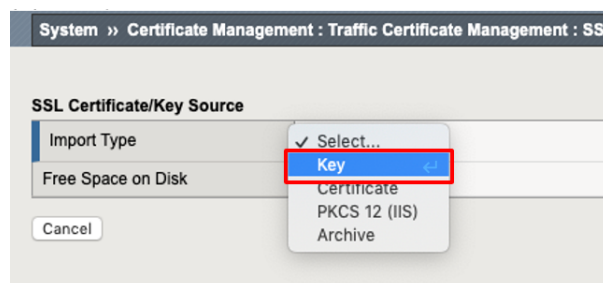 System » Certificate Management : Traffic Certificate Management : SS
SSL Certificate/Key Source
Import Type
✓ Select...
Key
Free Space on Disk
Certificate
PKCS 12 (IIS)
Archive
Cancel